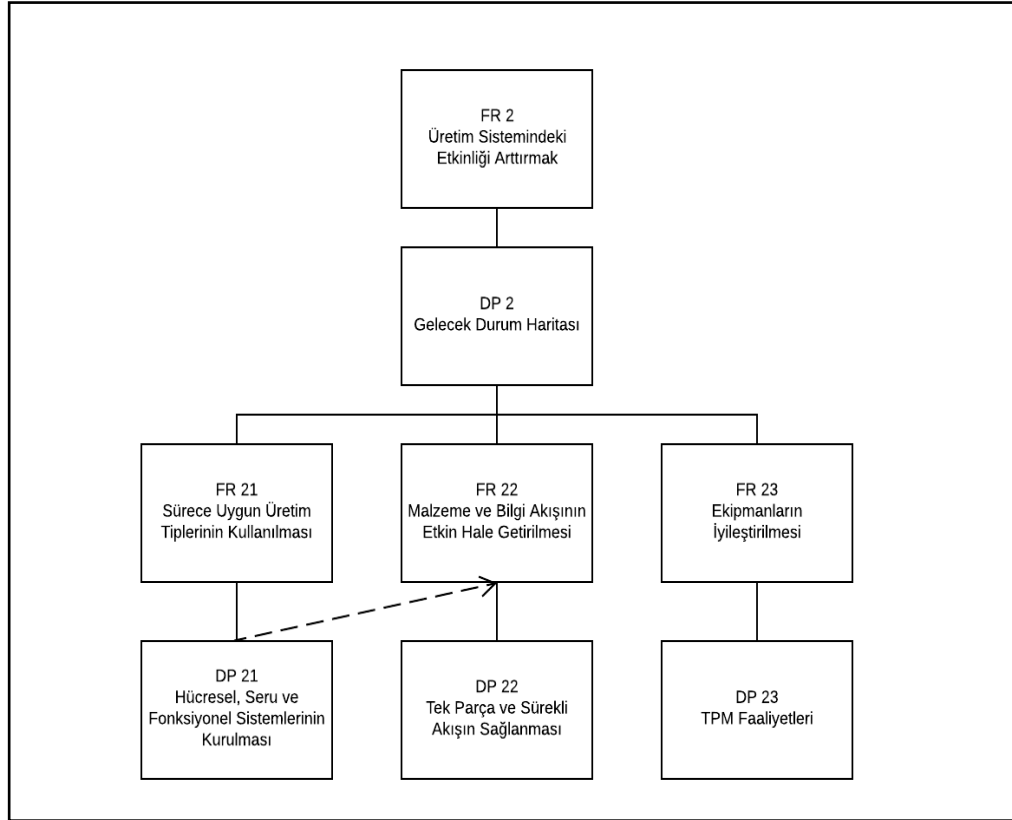 FR 2
Üretim Sistemindeki
Etkinliği Arttırmak
DP 2
Gelecek Durum Haritası
FR 21
Sürece Uygun Üretim
Tiplerinin Kullanılması
FR 22
Malzeme ve Bilgi Akışının
Etkin Hale Getirilmesi
FR 23
Ekipmanların
İyileştirilmesi
DP 21
Hücresel, Seru ve
Fonksiyonel Sistemlerinin
Kurulması
DP 22
Tek Parça ve Sürekli
Akışın Sağlanması
DP 23
TPM Faaliyetleri